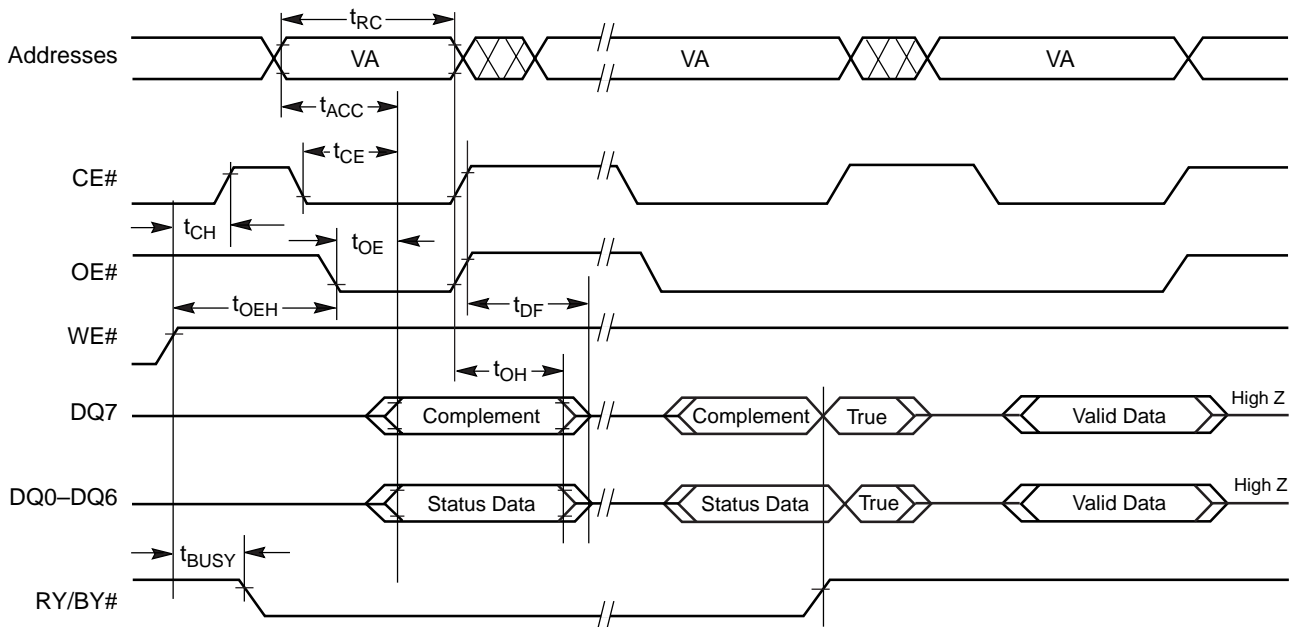 tRC
Addresses VA VA VA
tACC
tCE
CE#
tCH
tOE
OE#
tOEH
tDF
WE#
tOH
DQ7 Complement Complement True Valid Data High Z
DQ0–DQ6 Status Data Status Data True Valid Data High Z
tBUSY
RY/BY#